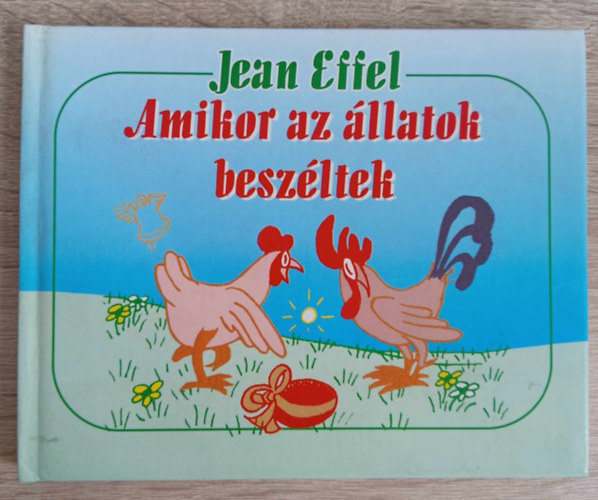 Jean Effel
Amikor az állatok
beszéltek